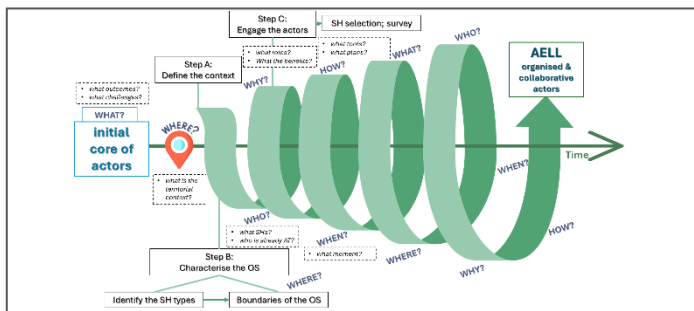 Step C:
Engage the actors
SH selection; survey
WHO?
Step A:
Define the context
• what roles?
• What the benefits?
• what tasks?
• what plans?
WHAT?
HOW?
WHY?
AELL
organised &
collaborative
actors
• what outcomes?
• what challenges?
WHAT?
initial
core of
actors
WHERE?
Time
• what is the
territorial
context?
WHEN?
WHO?
• what SHs?
• who is already AE?
WHEN?
• what moment?
WHERE?
HOW?
WHY?
Step B:
Characterise the OS
WHERE?
Identify the SH types
Boundaries of the OS